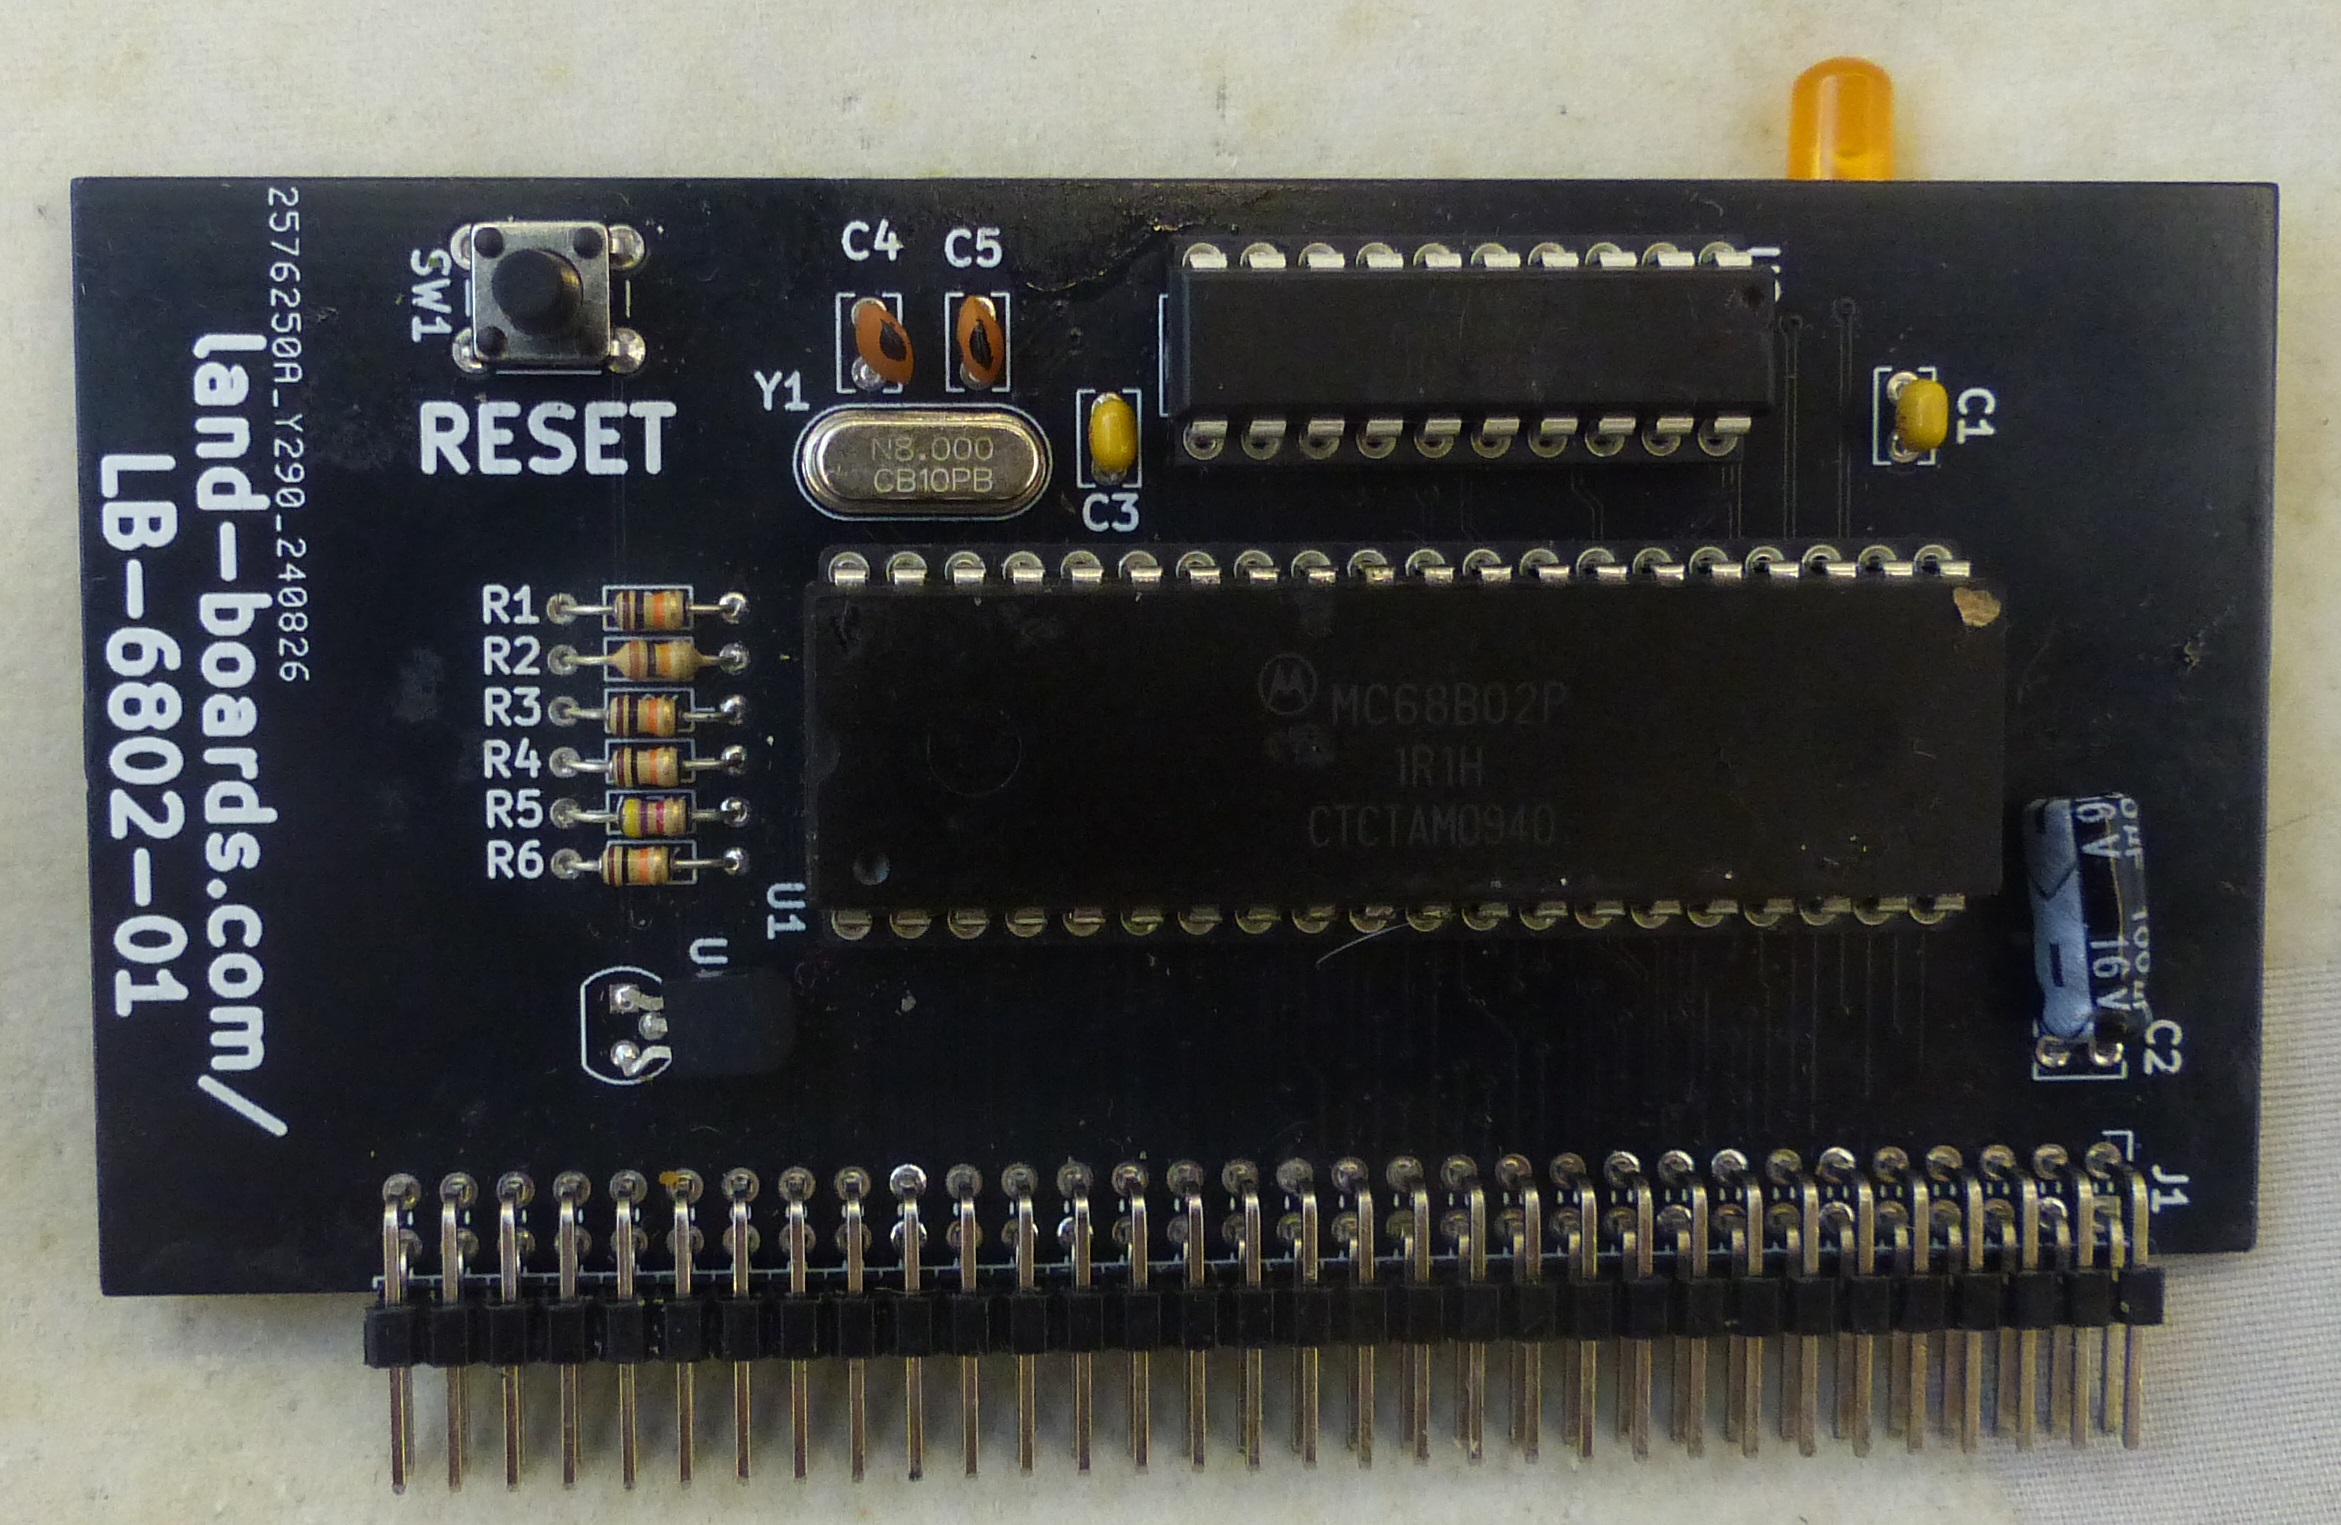 2576250A_Y290_240826
land-boards.com/
LB-6802-01
SW1
RESET
C4
C5
Y1
N8.000
CB10PB
C3
C1
R1
R2
R3
R4
R5
R6
MC68B02P
1R1H
CTCTAM0940
U1
16V
C2
J1